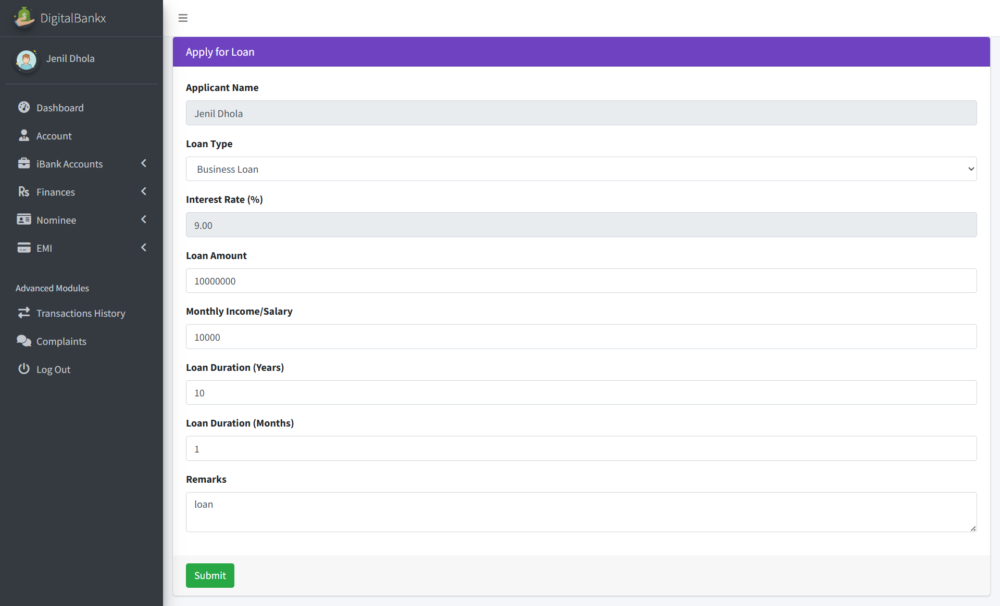 DigitalBankx
Jenil Dhola
Dashboard
Account
iBank Accounts
Finances
Nominee
EMI
Advanced Modules
Transactions History
Complaints
Log Out
Apply for Loan
Applicant Name
Jenil Dhola
Loan Type
Business Loan
Interest Rate (%)
9.00
Loan Amount
10000000
Monthly Income/Salary
10000
Loan Duration (Years)
10
Loan Duration (Months)
1
Remarks
loan
Submit